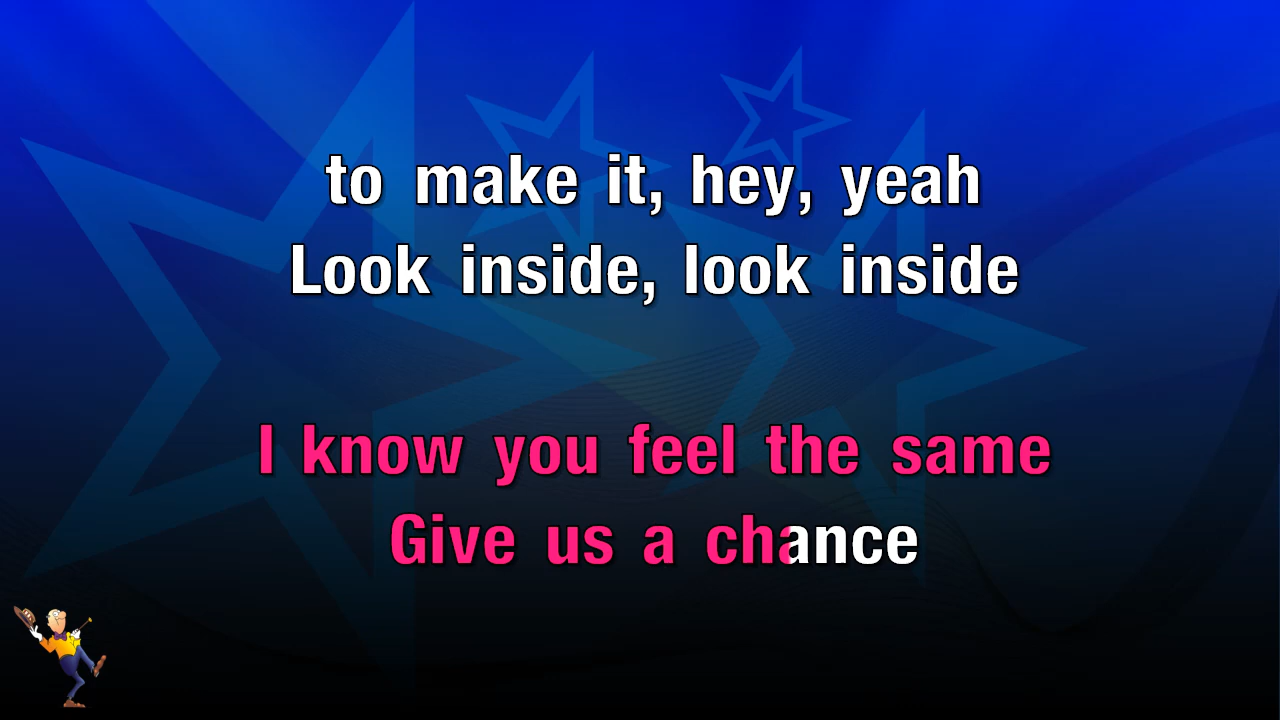 to make it, hey, yeah
Look inside, look inside
I know you feel the same
Give us a chance